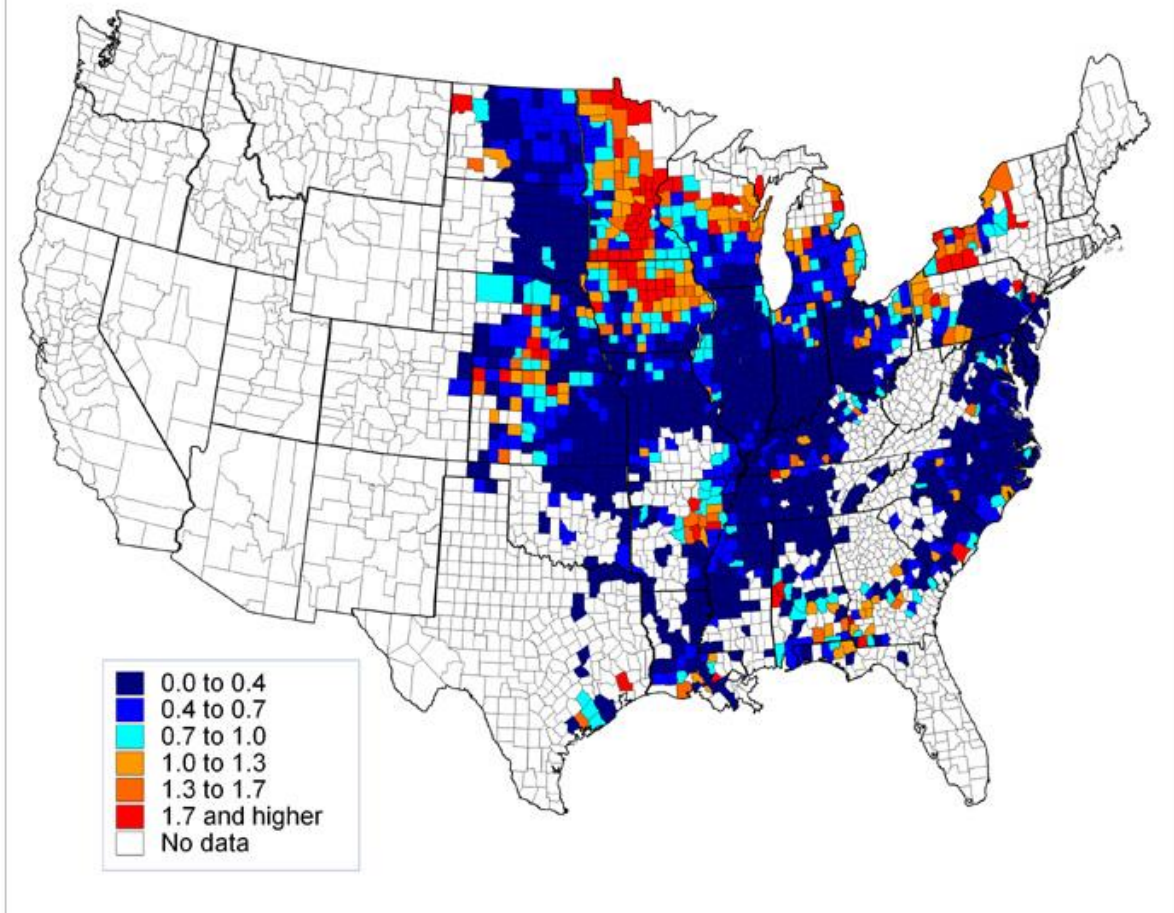 0.0 to 0.4
0.4 to 0.7
0.7 to 1.0
1.0 to 1.3
1.3 to 1.7
1.7 and higher
No data